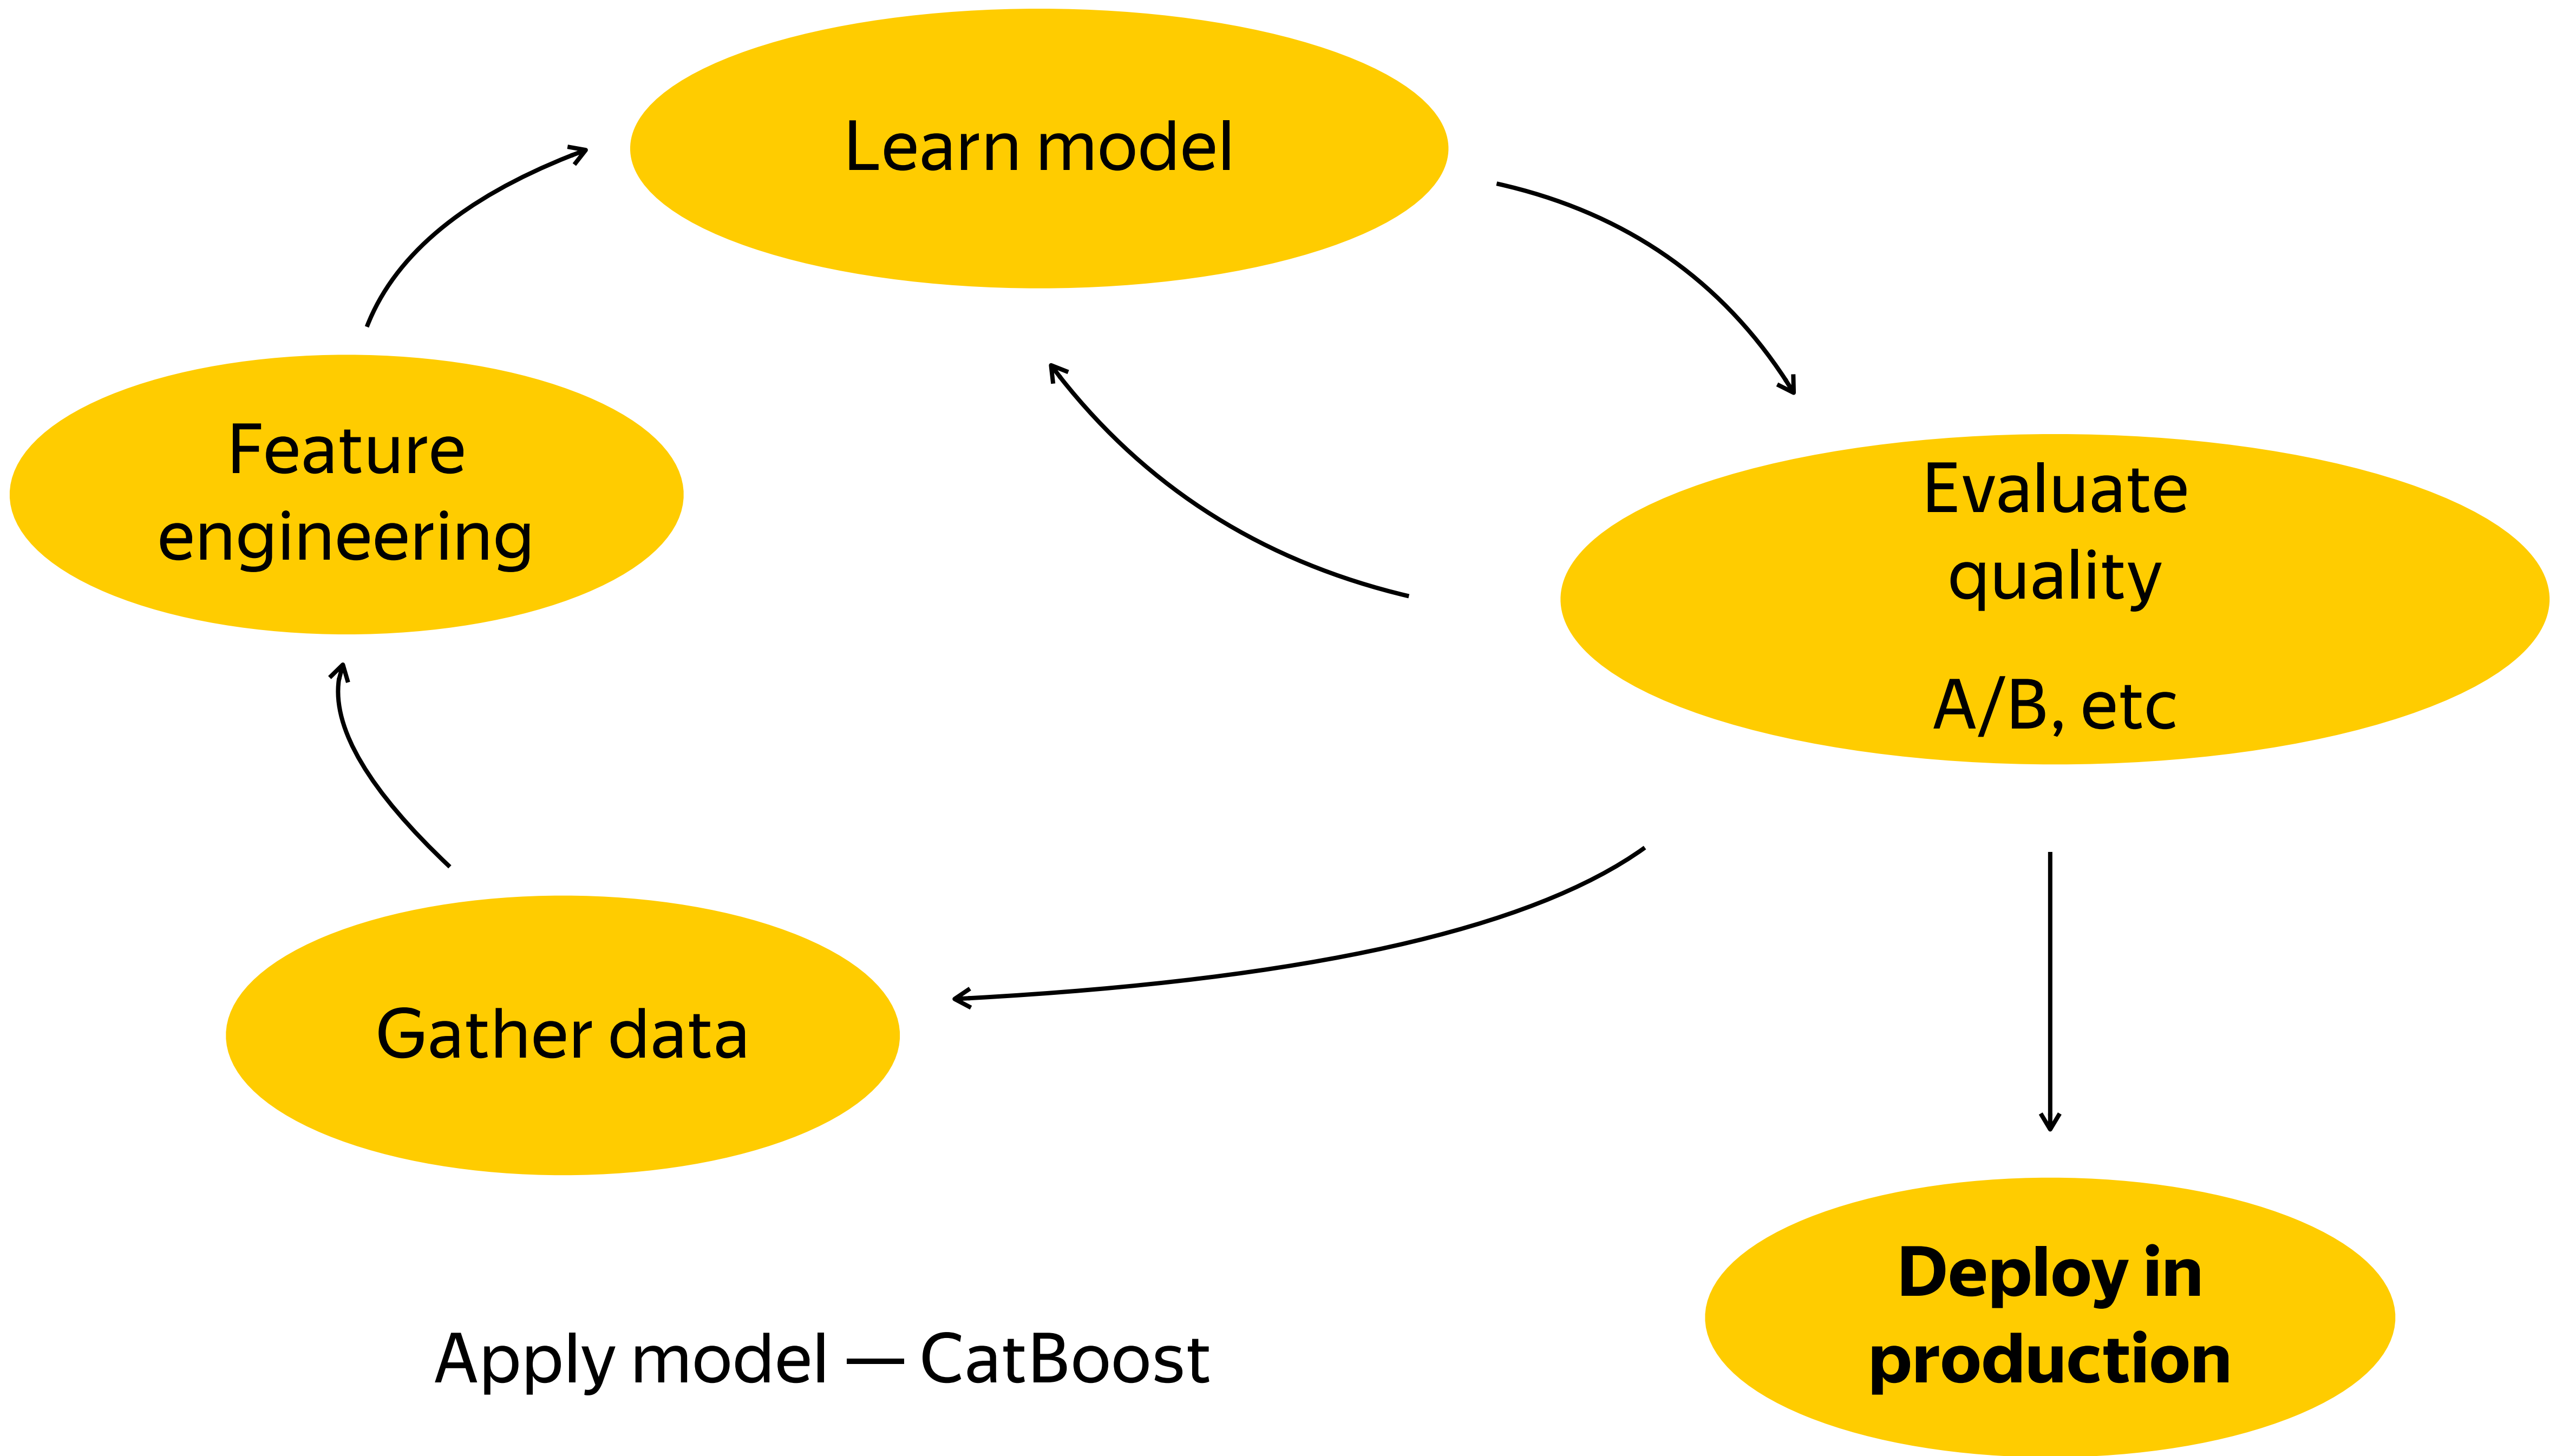 Learn model
Feature
engineering
Evaluate
quality
A/B, etc
Gather data
Deploy in
production
Apply model — CatBoost